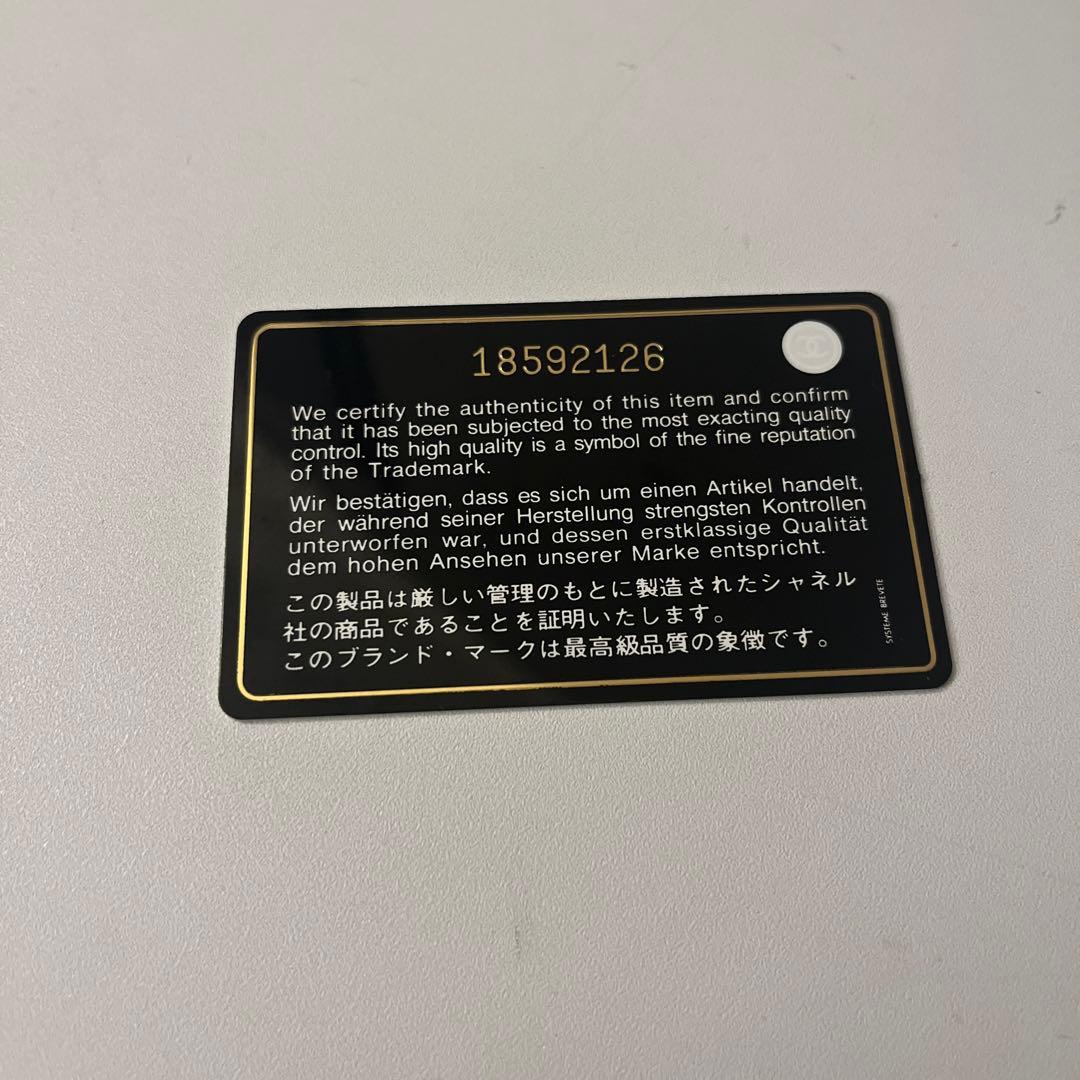 18592126
We certify the authenticity of this item and confirm
that it has been subjected to the most exacting quality
control. Its high quality is a symbol of the fine reputation
of the Trademark.
Wir bestätigen, dass es sich um einen Artikel handelt,
der während seiner Herstellung strengsten Kontrollen
unterworfen war, und dessen erstklassige Qualität
dem hohen Ansehen unserer Marke entspricht.
この製品は厳しい管理のもとに製造されたシャネル
社の商品であることを証明いたします。
このブランド・マークは最高級品質の象徴です。
SYSTEME BREVETE